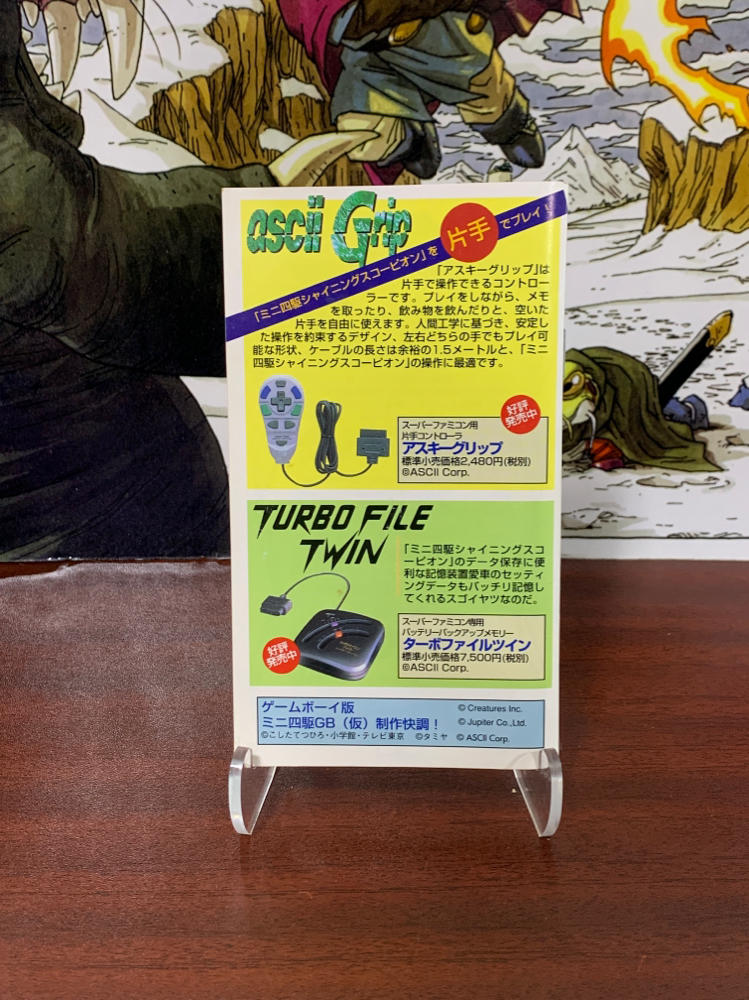 ascii Grip
「ミニ四駆シャイニングスコーピオン」を片手でプレイ！
「アスキーグリップ」は
片手で操作できるコントロー
ラーです。プレイをしながら、メモ
を取ったり、飲み物を飲んだりと、空いた
片手を自由に使えます。人間工学に基づき、安定し
た操作を約束するデザイン、左右どちらの手でもプレイ可
能な形状、ケーブルの長さは余裕の1.5メートルと、「ミニ
四駆シャイニングスコーピオン」の操作に最適です。
好評
発売中
スーパーファミコン用
片手コントローラ
アスキーグリップ
標準小売価格2,480円(税別)
©ASCII Corp.
TURBO FILE
TWIN
「ミニ四駆シャイニングスコ
ーピオン」のデータ保存に便
利な記憶装置愛車のセッティ
ングデータもバッチリ記憶し
てくれるスゴイヤツなのだ。
好評
発売中
スーパーファミコン専用
バッテリーバックアップメモリー
ターボファイルツイン
標準小売価格7,500円(税別)
©ASCII Corp.
ゲームボーイ版
ミニ四駆GB（仮）制作快調！
© Creatures Inc.
© Jupiter Co.,Ltd.
©こしたてつひろ・小学館・テレビ東京 ©タミヤ © ASCII Corp.